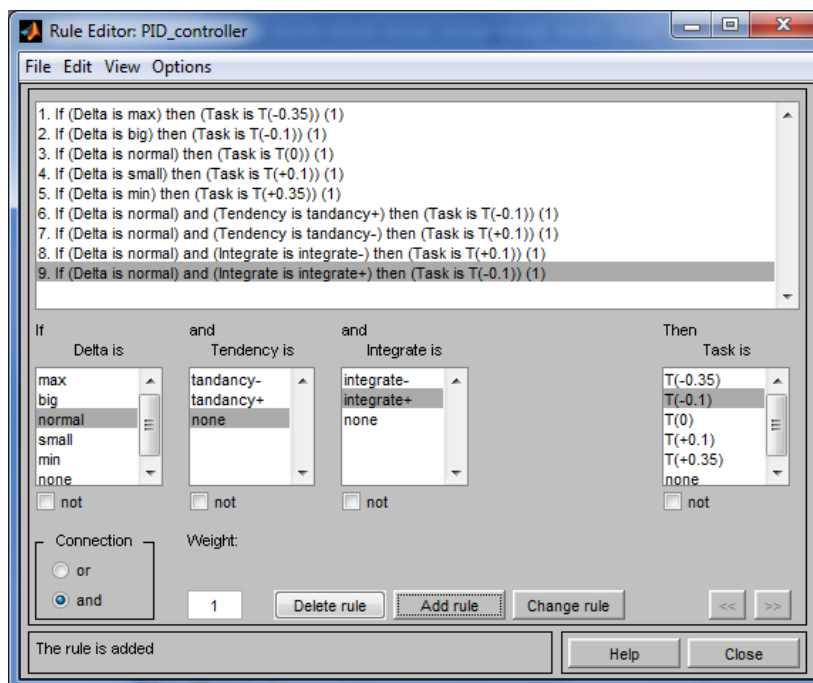 Rule Editor: PID_controller
File Edit View Options
1. If (Delta is max) then (Task is T(-0.35)) (1)
2. If (Delta is big) then (Task is T(-0.1)) (1)
3. If (Delta is normal) then (Task is T(0)) (1)
4. If (Delta is small) then (Task is T(+0.1)) (1)
5. If (Delta is min) then (Task is T(+0.35)) (1)
6. If (Delta is normal) and (Tendency is tandancy+) then (Task is T(-0.1)) (1)
7. If (Delta is normal) and (Tendency is tandancy-) then (Task is T(+0.1)) (1)
8. If (Delta is normal) and (Integrate is integrate-) then (Task is T(+0.1)) (1)
9. If (Delta is normal) and (Integrate is integrate+) then (Task is T(-0.1)) (1)
If and and Then
Delta is Tendency is Integrate is Task is
max tandancy- integrate- T(-0.35)
big tandancy+ integrate+ T(-0.1)
normal none none T(0)
small T(+0.1)
min T(+0.35)
none none
not not not not
Connection Weight:
or
and 1 Delete rule Add rule Change rule << >>
The rule is added Help Close